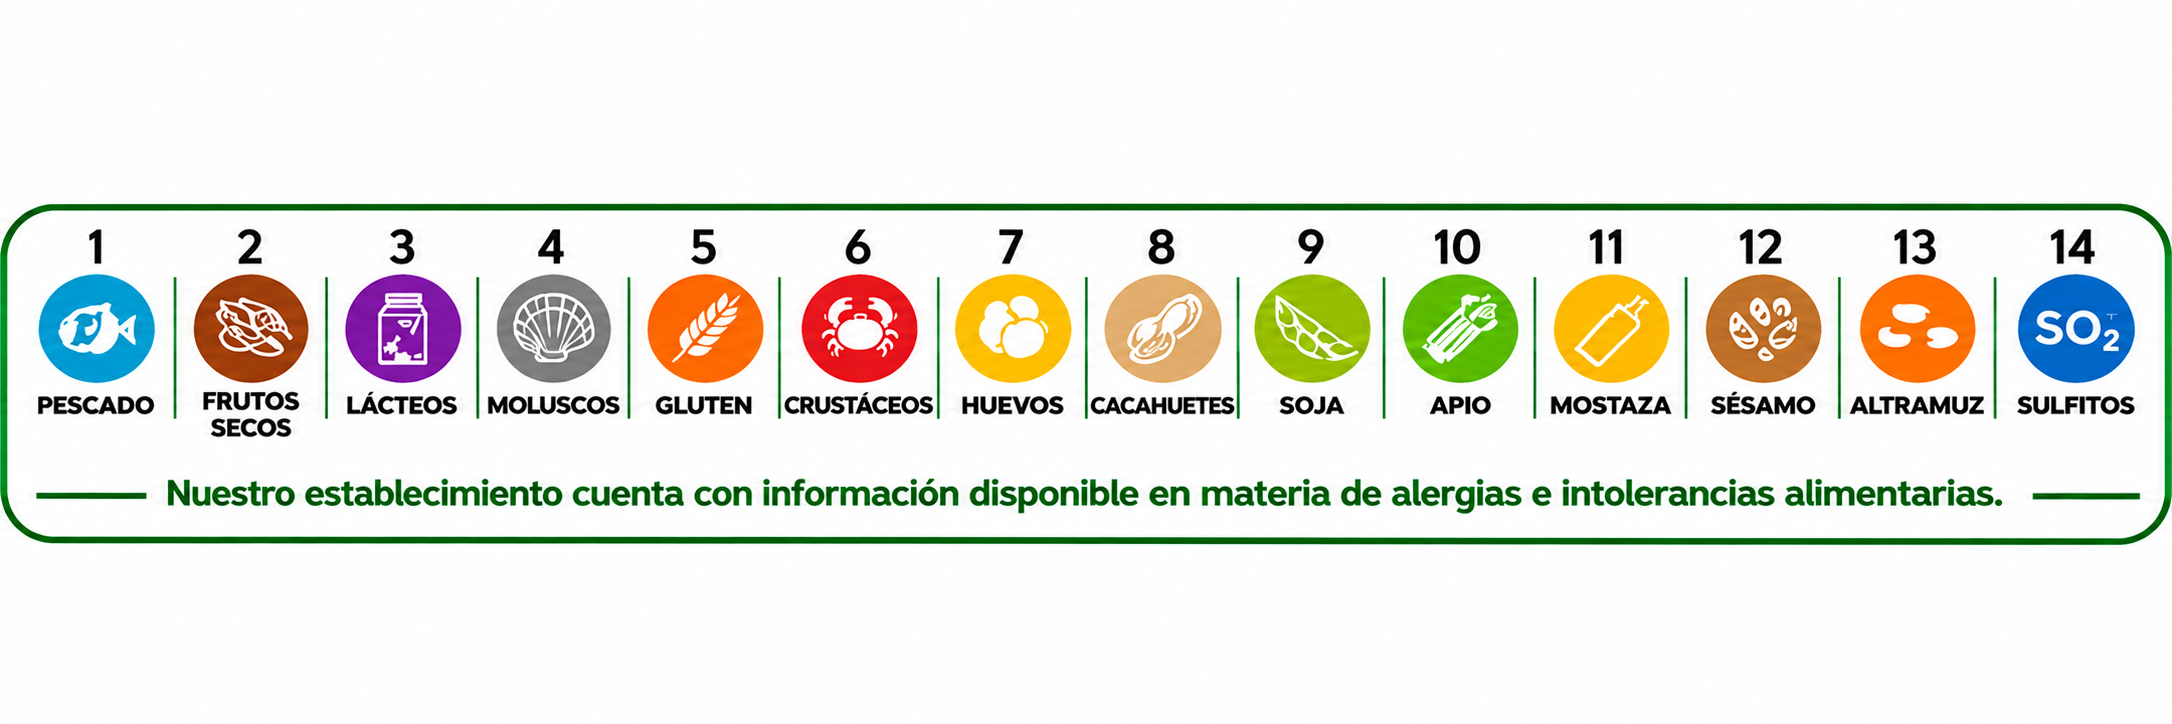 1 2 3 4 5 6 7 8 9 10 11 12 13 14
SO2
PESCADO FRUTOS SECOS LÁCTEOS MOLUSCOS GLUTEN CRUSTÁCEOS HUEVOS CACAHUETES SOJA APIO MOSTAZA SÉSAMO ALTRAMUZ SULFITOS
Nuestro establecimiento cuenta con información disponible en materia de alergias e intolerancias alimentarias.